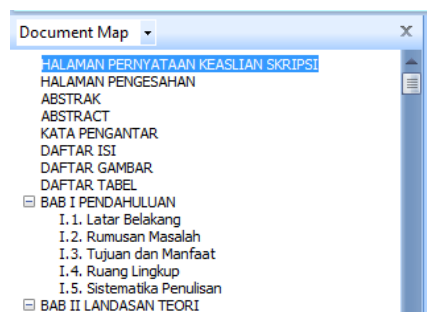 Document Map
HALAMAN PERNYATAAN KEASLIAN SKRIPSI
HALAMAN PENGESAHAN
ABSTRAK
ABSTRACT
KATA PENGANTAR
DAFTAR ISI
DAFTAR GAMBAR
DAFTAR TABEL
BAB I PENDAHULUAN
I.1. Latar Belakang
I.2. Rumusan Masalah
I.3. Tujuan dan Manfaat
I.4. Ruang Lingkup
I.5. Sistematika Penulisan
BAB II LANDASAN TEORI